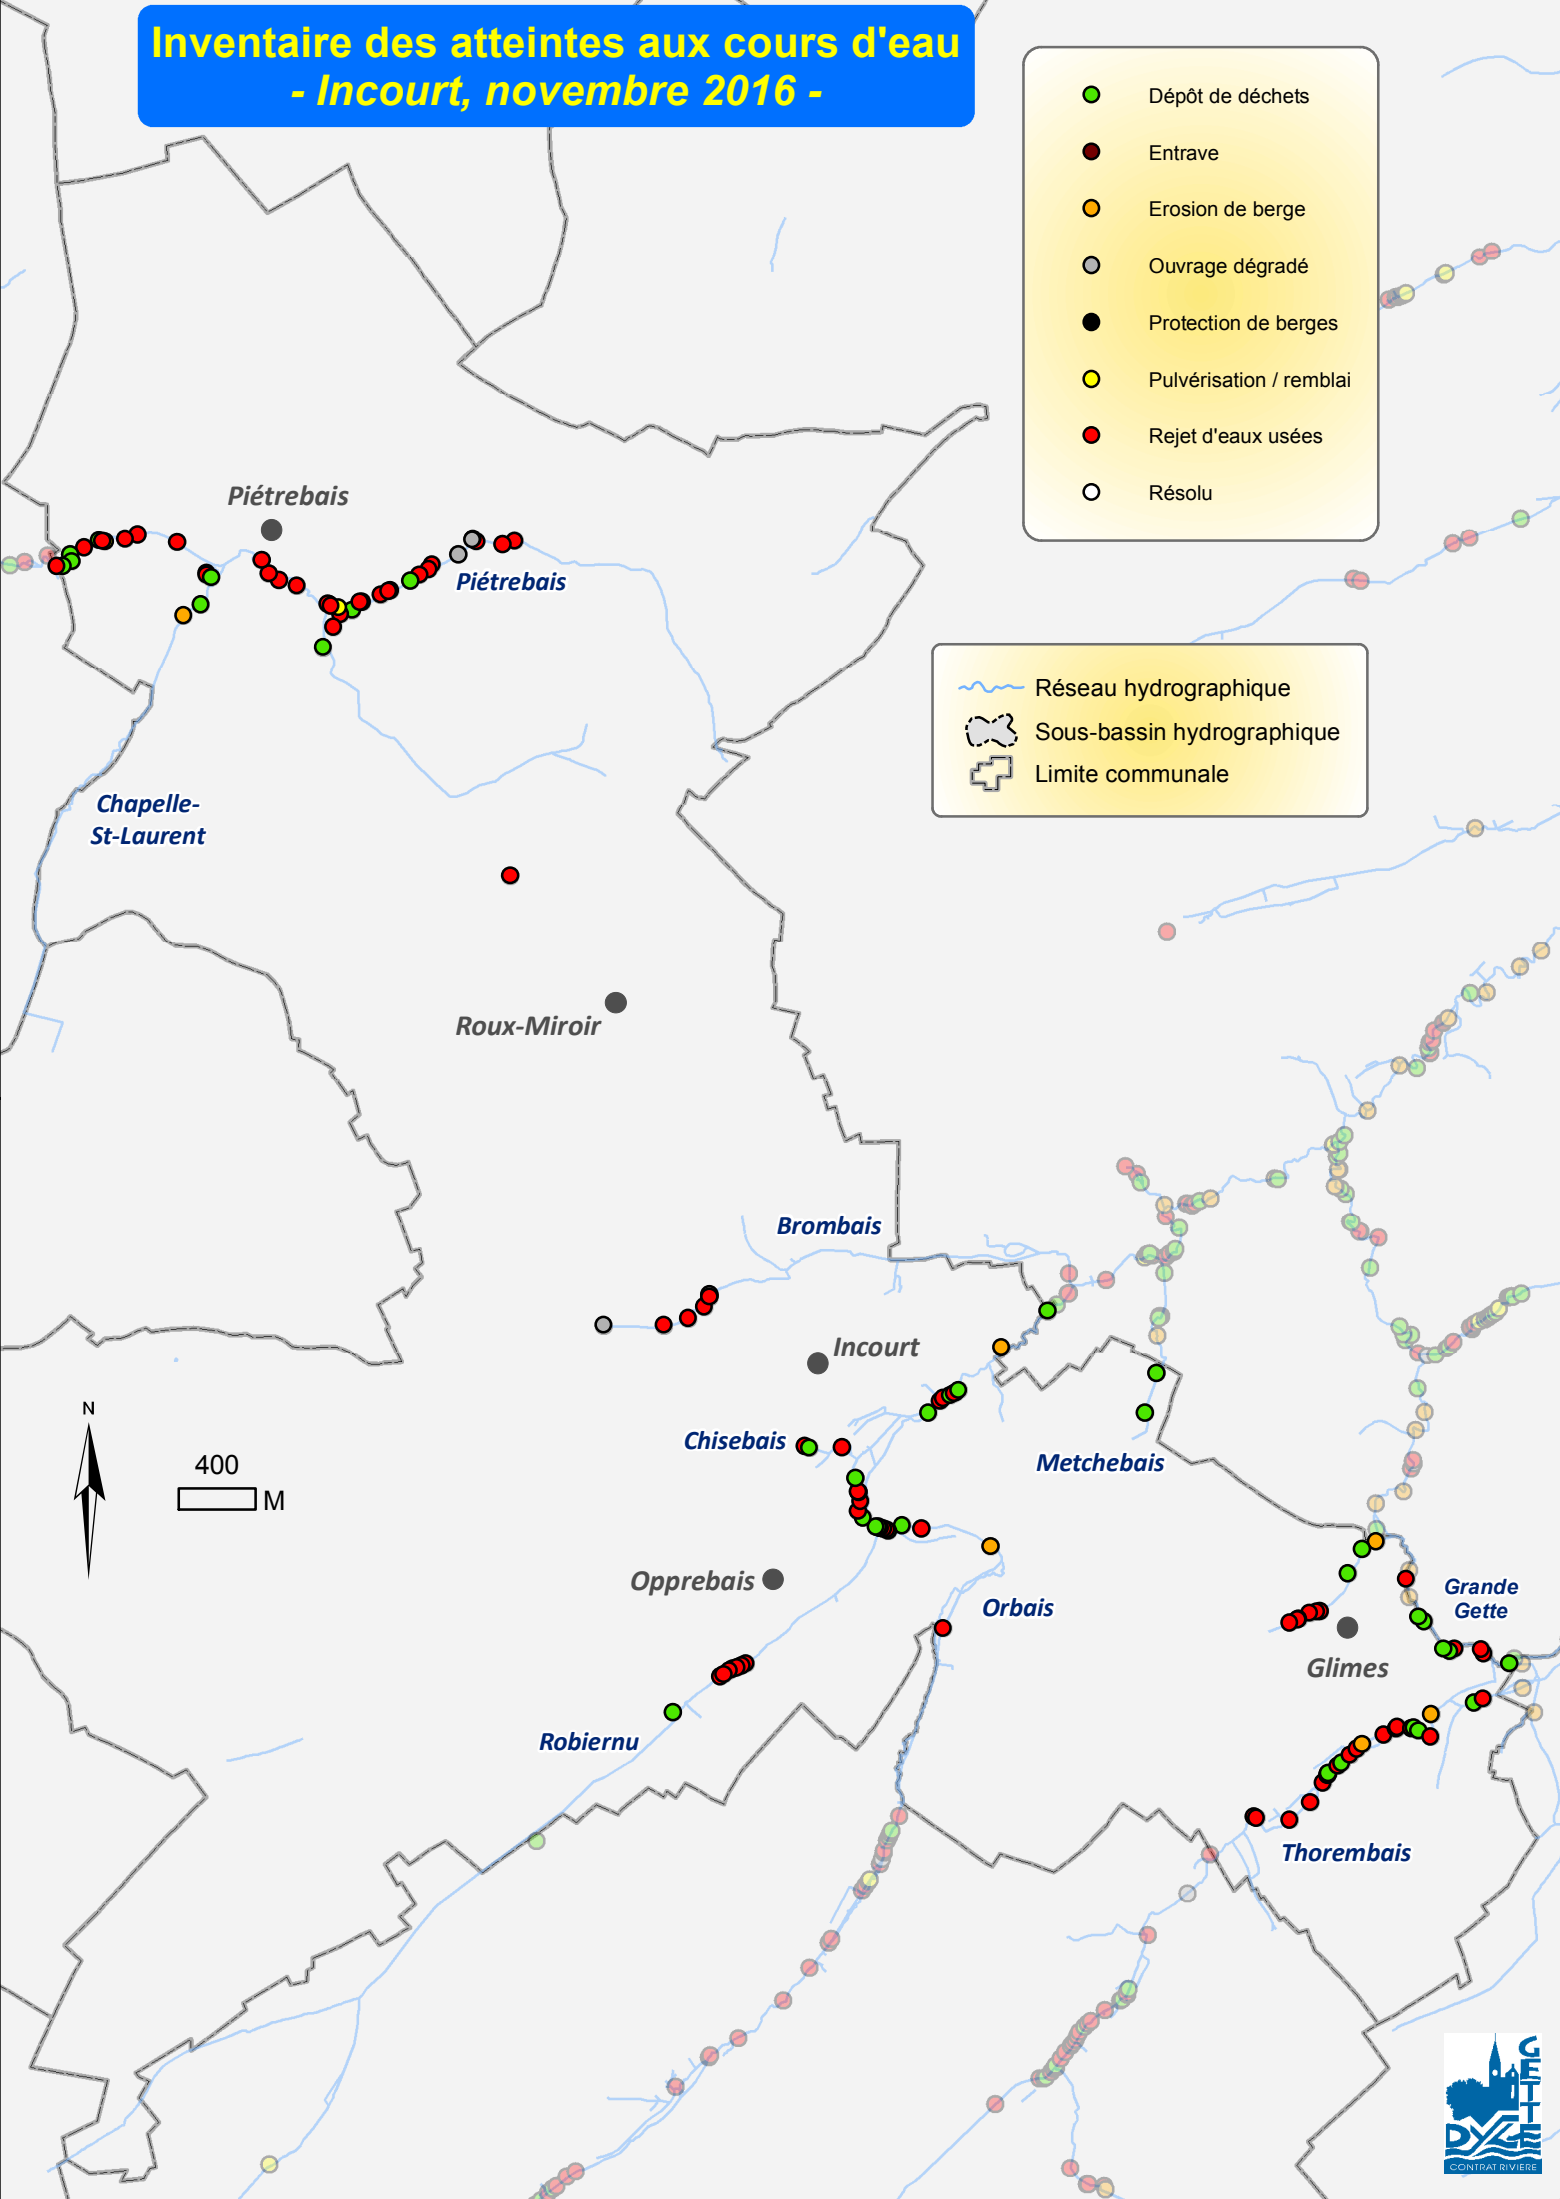 Inventaire des atteintes aux cours d'eau
- Incourt, novembre 2016 -
Dépôt de déchets
Entrave
Erosion de berge
Ouvrage dégradé
Protection de berges
Pulvérisation / remblai
Rejet d'eaux usées
Résolu
Piétrebais
Piétrebais
Réseau hydrographique
Sous-bassin hydrographique
Limite communale
Chapelle-
St-Laurent
Roux-Miroir
Brombais
Incourt
N
Chisebais
Metchebais
400
M
Opprebais
Orbais
Grande
Gette
Glimes
Robiernu
Thorembais
GETTE
DYLE
CONTRAT RIVIERE